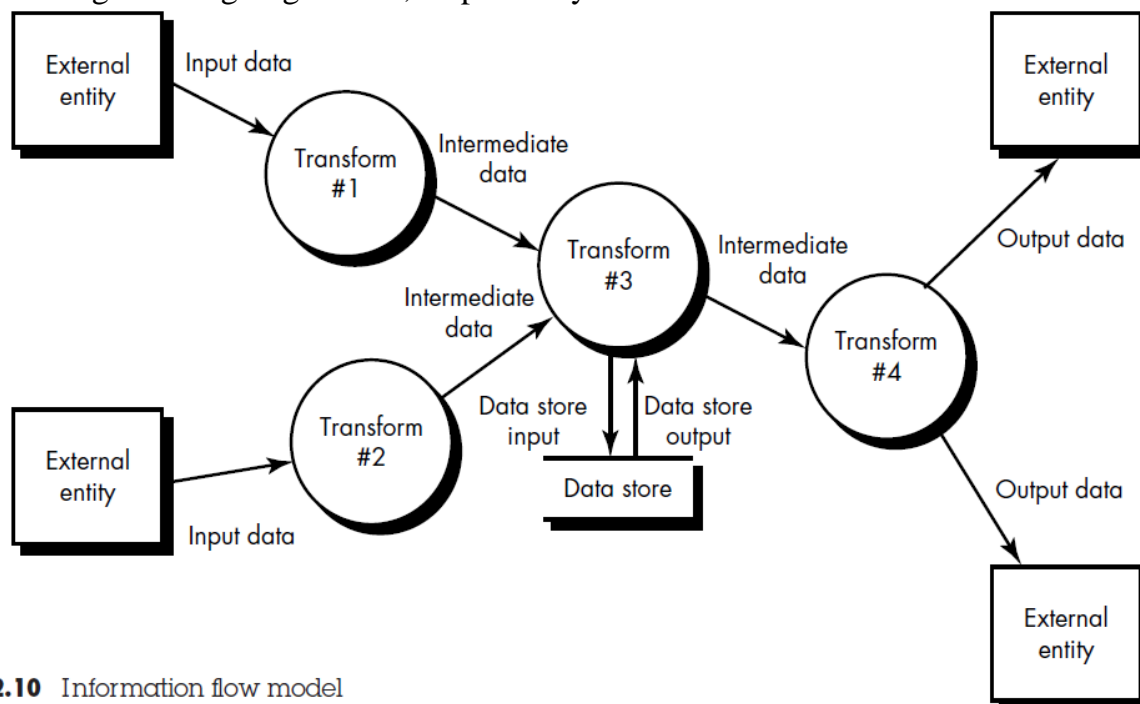 External
entity
Input data
Transform
#1
Intermediate
data
Transform
#3
Intermediate
data
External
entity
Output data
Intermediate
data
Transform
#4
External
entity
Input data
Transform
#2
Data store
input
Data store
output
Data store
Output data
External
entity
2.10 Information flow model